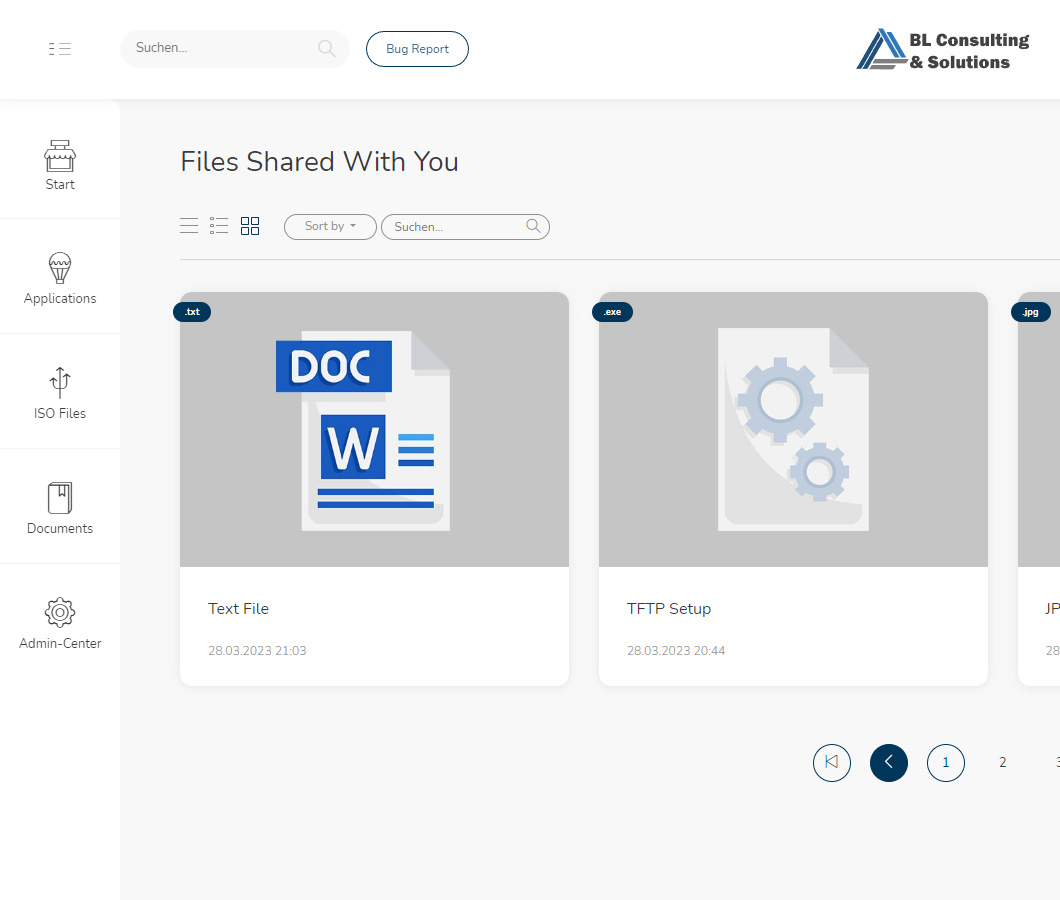 Suchen...
Bug Report
BL Consulting
& Solutions
Start
Applications
ISO Files
Documents
Admin-Center
Files Shared With You
Sort by
Suchen...
.txt
DOC
W
Text File
28.03.2023 21:03
.exe
TFTP Setup
28.03.2023 20:44
.jpg
JP
28
1
2
3